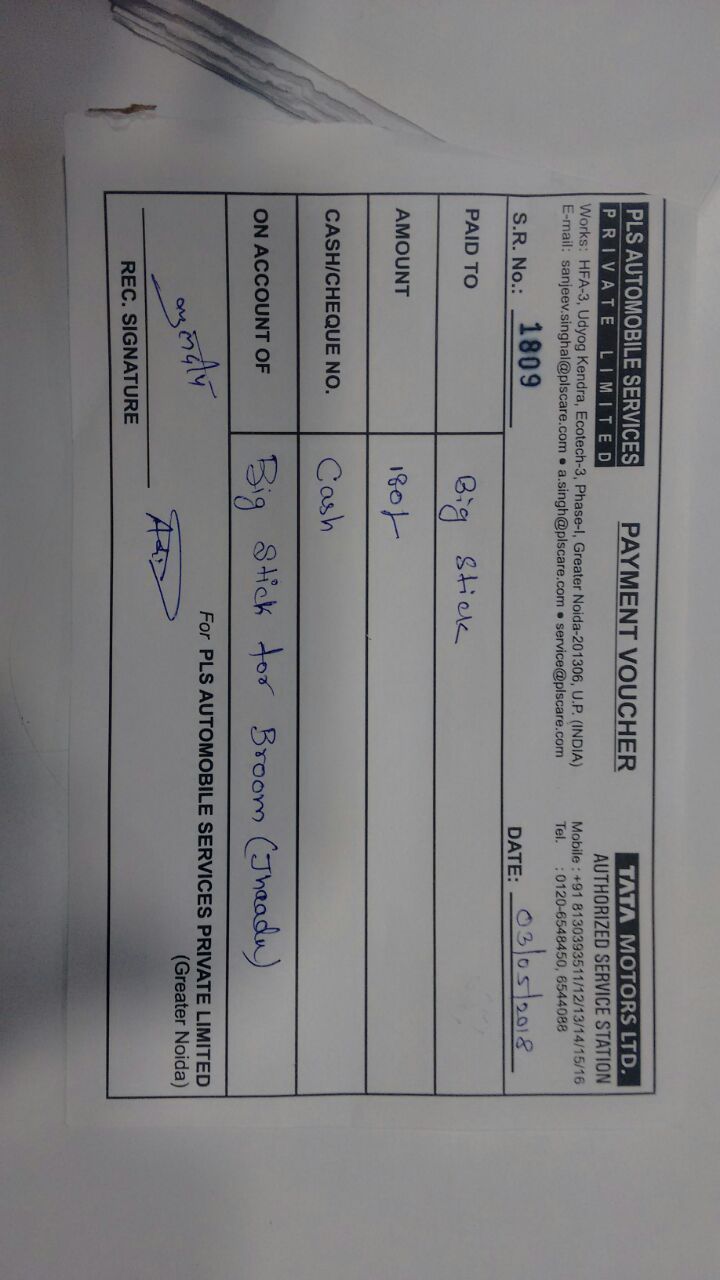 PLS AUTOMOBILE SERVICES
PRIVATE LIMITED
PAYMENT VOUCHER
TATA MOTORS LTD.
AUTHORIZED SERVICE STATION
Works: HFA-3, Udyog Kendra, Ecotech-3, Phase-I, Greater Noida-201306, U.P. (INDIA)
E-mail: sanjeev.singhal@plscare.com • a.singh@plscare.com • service@plscare.com
Mobile : +91 8130393511/12/13/14/15/16
Tel. : 0120-6548450, 6544088
S.R. No.: 1809
DATE: 03/05/2018
PAID TO Big Stick
AMOUNT 180/-
CASH/CHEQUE NO. Cash
ON ACCOUNT OF Big Stick for Broom (Jhaadu)
For PLS AUTOMOBILE SERVICES PRIVATE LIMITED
(Greater Noida)
REC. SIGNATURE